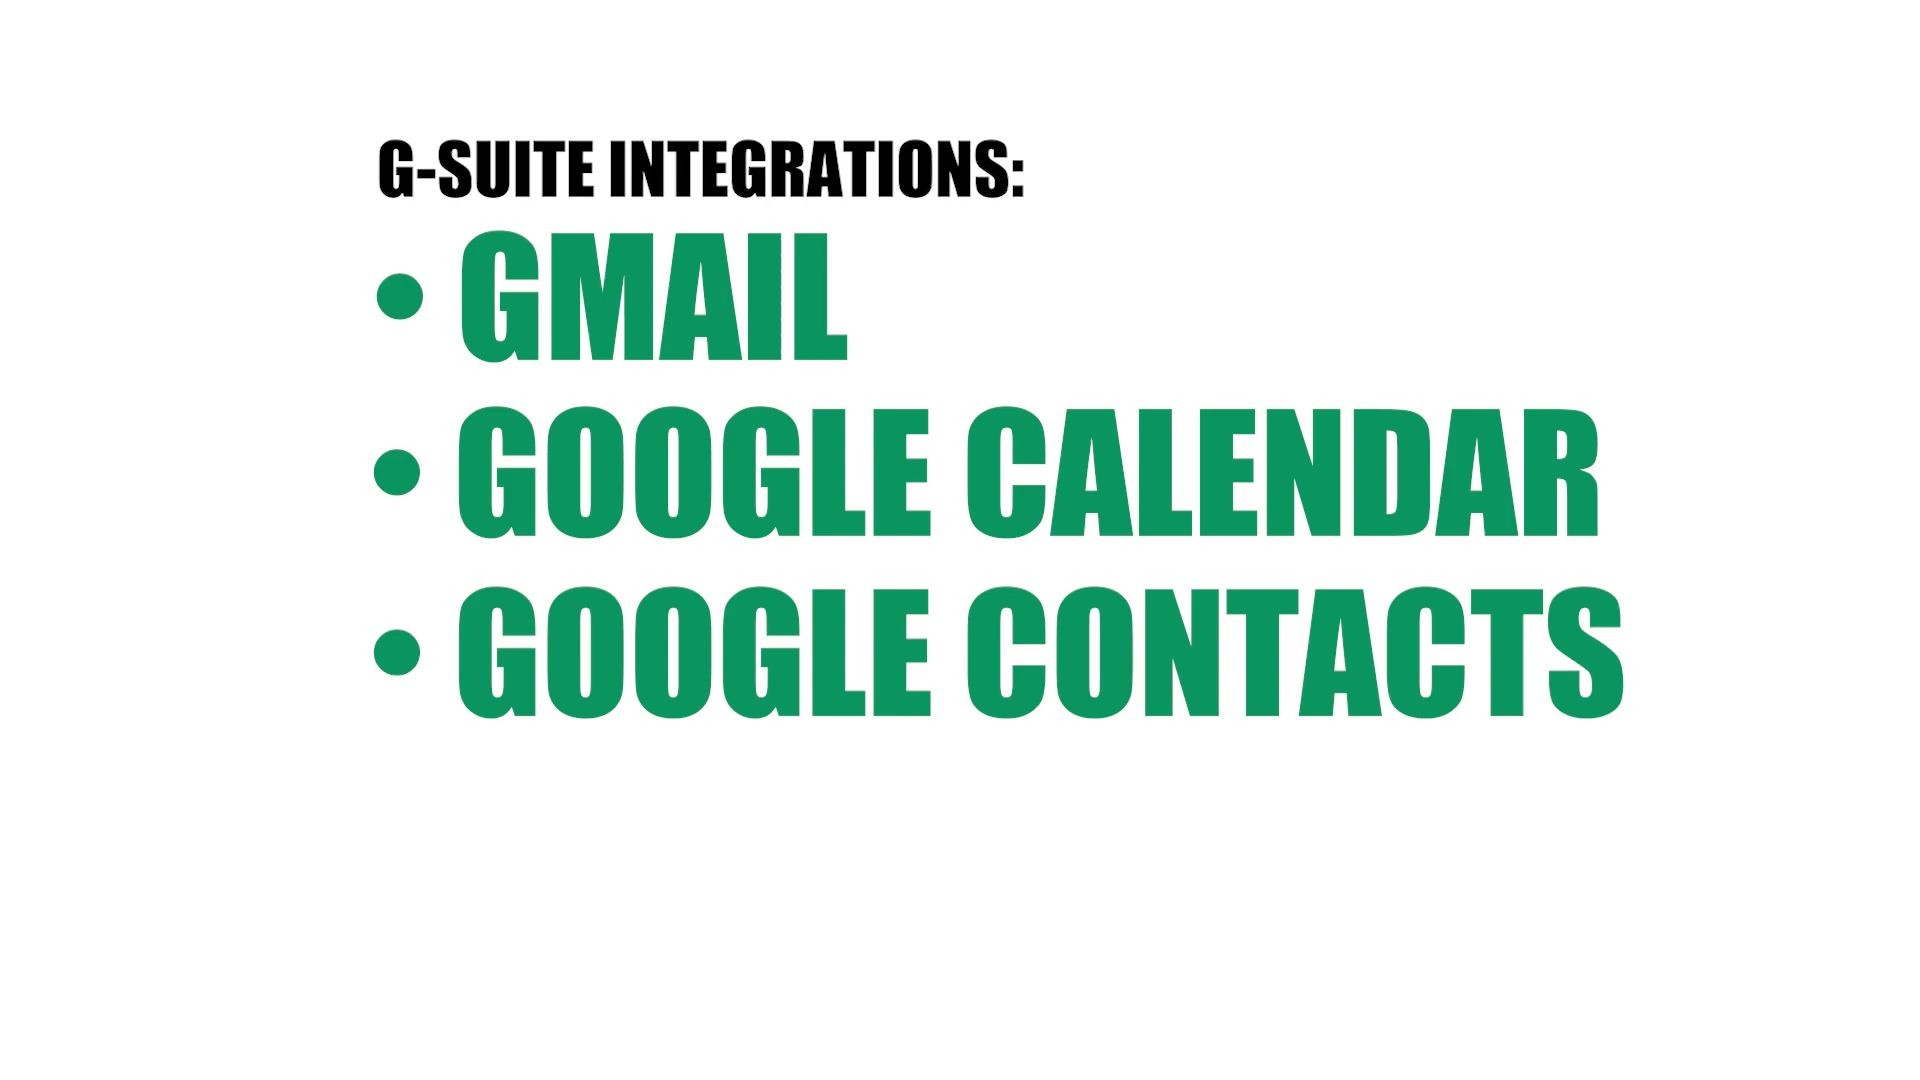 G-SUITE INTEGRATIONS:
• GMAIL
• GOOGLE CALENDAR
• GOOGLE CONTACTS